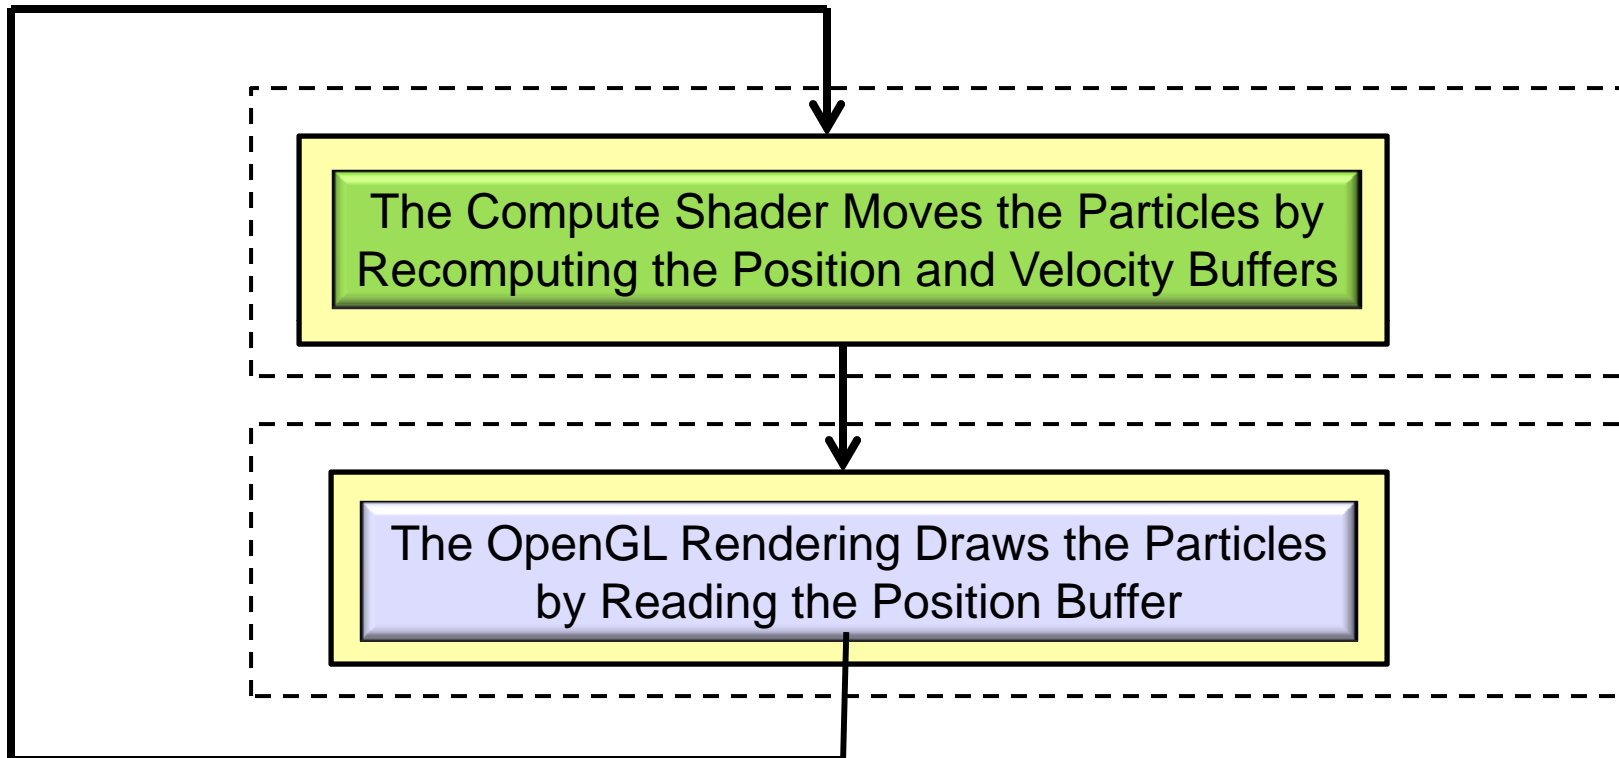 The Compute Shader Moves the Particles by
Recomputing the Position and Velocity Buffers
The OpenGL Rendering Draws the Particles
by Reading the Position Buffer